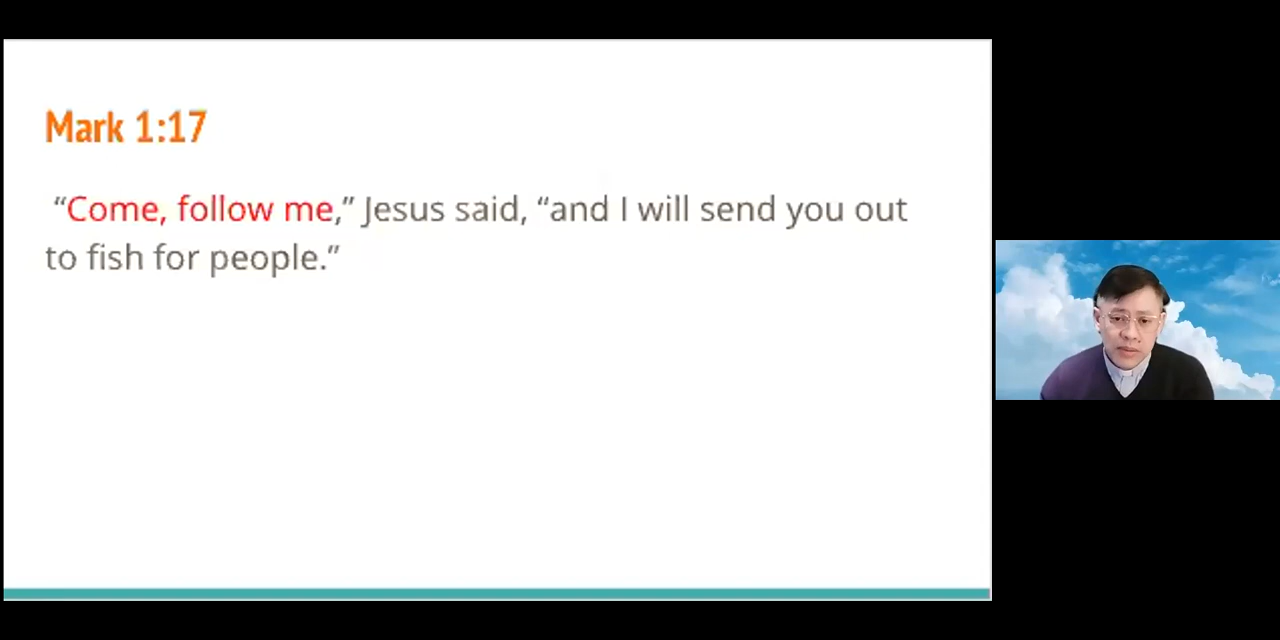 Mark 1:17
“Come, follow me,” Jesus said, “and I will send you out
to fish for people.”